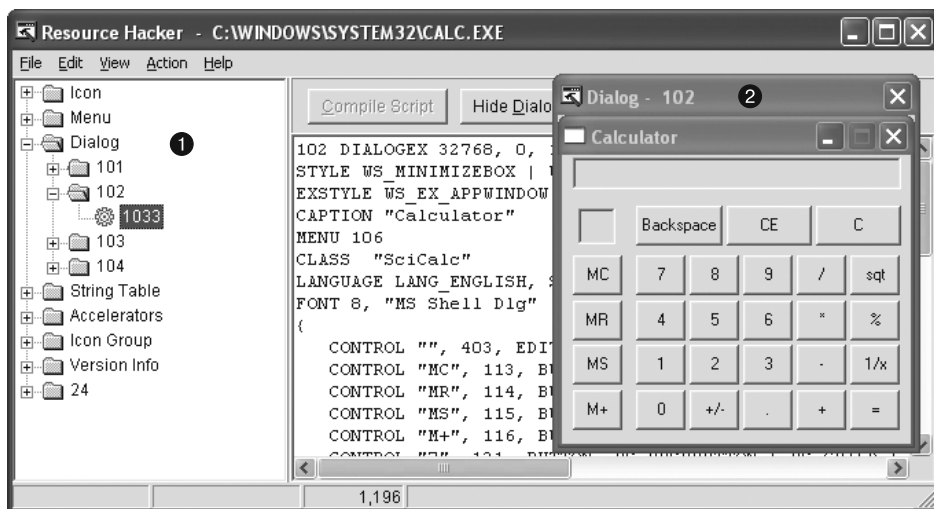 Resource Hacker - C:\WINDOWS\SYSTEM32\CALC.EXE
File Edit View Action Help
Icon
Menu
Dialog
1
101
102
1033
103
104
String Table
Accelerators
Icon Group
Version Info
24
Compile Script
Hide Dialo
102 DIALOGEX 32768, 0,
STYLE WS_MINIMIZEBOX |
EXSTYLE WS_EX_APPWINDOW
CAPTION "Calculator"
MENU 106
CLASS "SciCalc"
LANGUAGE LANG_ENGLISH,
FONT 8, "MS Shell Dlg"
{
CONTROL "", 403, EDIT
CONTROL "MC", 113, BU
CONTROL "MR", 114, BU
CONTROL "MS", 115, BU
CONTROL "M+", 116, BU
Dialog - 102
2
Calculator
Backspace CE C
MC 7 8 9 / sqt
MR 4 5 6 * %
MS 1 2 3 - 1/x
M+ 0 +/- . + =
1,196